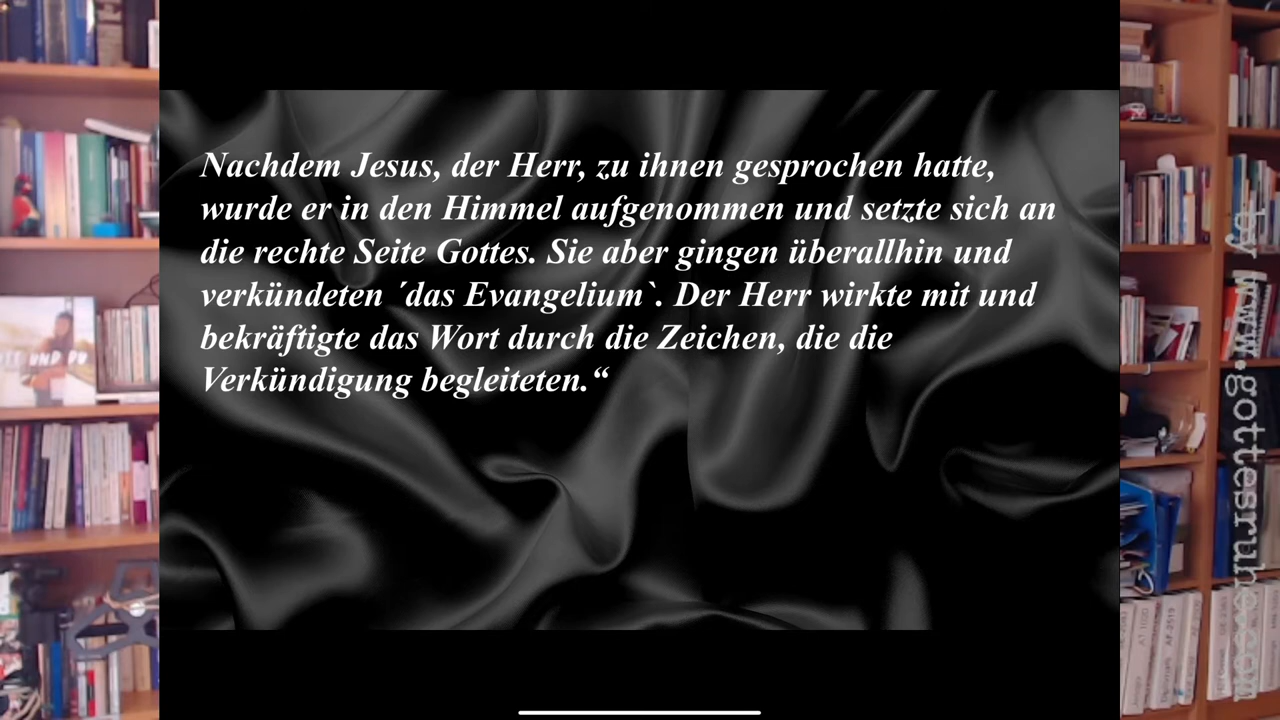 Nachdem Jesus, der Herr, zu ihnen gesprochen hatte,
wurde er in den Himmel aufgenommen und setzte sich an
die rechte Seite Gottes. Sie aber gingen überallhin und
verkündeten ´das Evangelium`. Der Herr wirkte mit und
bekräftigte das Wort durch die Zeichen, die die
Verkündigung begleiteten.“
UND DU
by www.gottesruhe.com